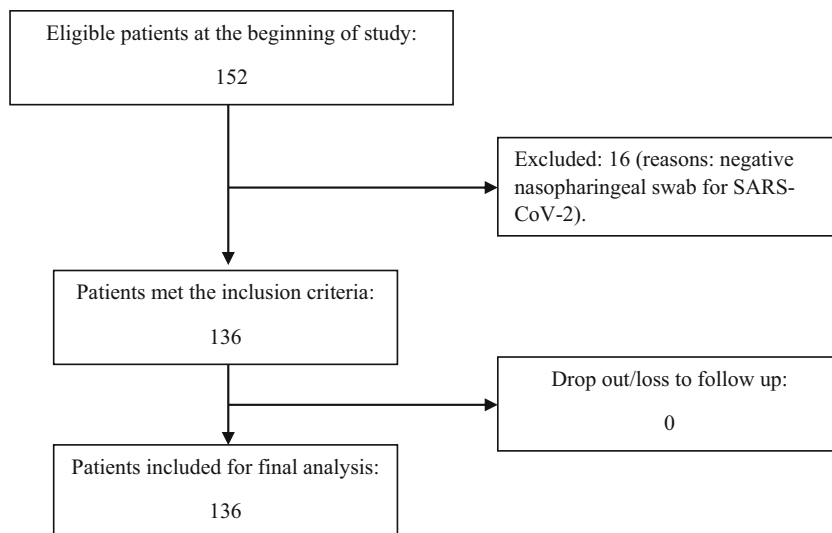 Eligible patients at the beginning of study:
152
Excluded: 16 (reasons: negative
nasopharingeal swab for SARS-
CoV-2).
Patients met the inclusion criteria:
136
Drop out/loss to follow up:
0
Patients included for final analysis:
136